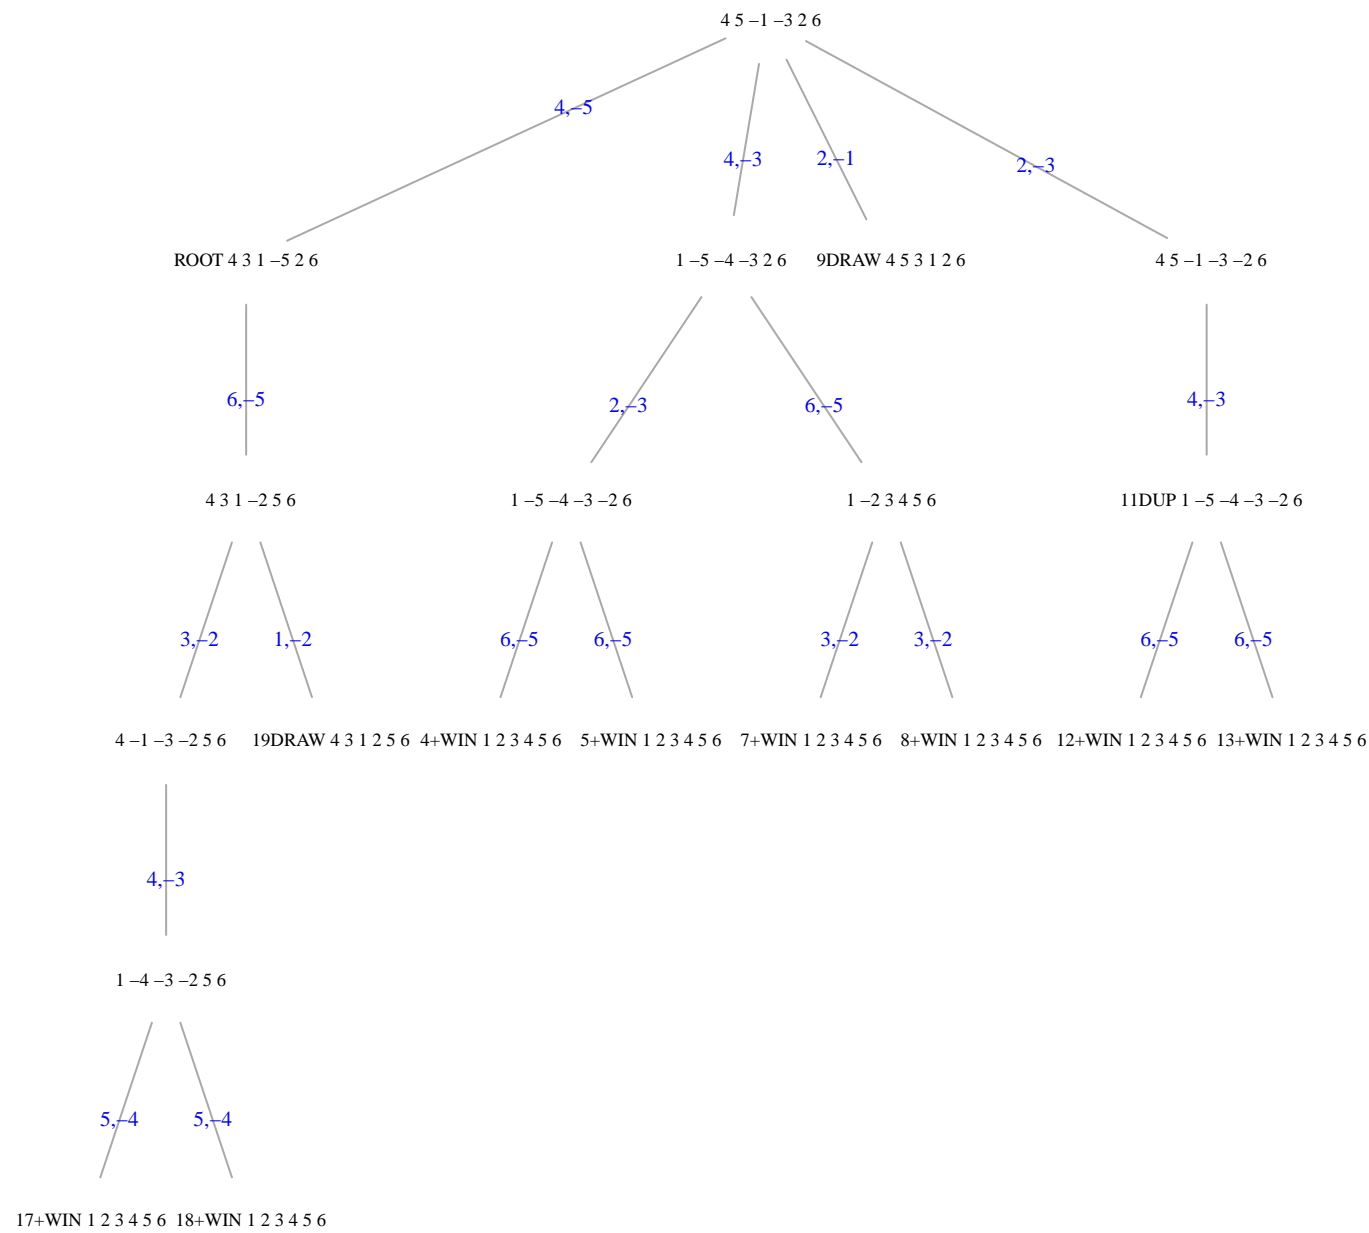 4 5 –1 –3 2 6
4,–5
4,–3
2,–1
2,–3
ROOT 4 3 1 –5 2 6
1 –5 –4 –3 2 6
9DRAW 4 5 3 1 2 6
4 5 –1 –3 –2 6
6,–5
2,–3
6,–5
4,–3
4 3 1 –2 5 6
1 –5 –4 –3 –2 6
1 –2 3 4 5 6
11DUP 1 –5 –4 –3 –2 6
3,–2
1,–2
6,–5
6,–5
3,–2
3,–2
6,–5
6,–5
4 –1 –3 –2 5 6
19DRAW 4 3 1 2 5 6
4+WIN 1 2 3 4 5 6
5+WIN 1 2 3 4 5 6
7+WIN 1 2 3 4 5 6
8+WIN 1 2 3 4 5 6
12+WIN 1 2 3 4 5 6
13+WIN 1 2 3 4 5 6
4,–3
1 –4 –3 –2 5 6
5,–4
5,–4
17+WIN 1 2 3 4 5 6
18+WIN 1 2 3 4 5 6